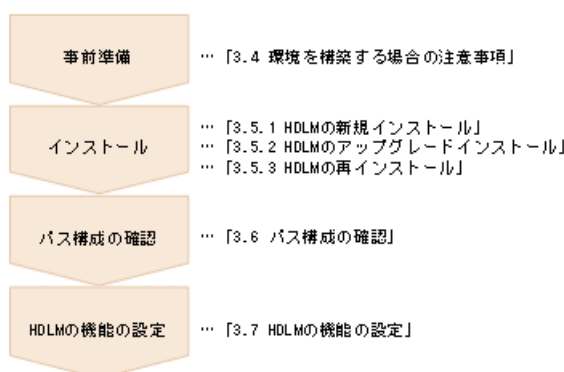 事前準備 … 「3.4 環境を構築する場合の注意事項」
… 「3.5.1 HDLMの新規インストール」
インストール … 「3.5.2 HDLMのアップグレードインストール」
… 「3.5.3 HDLMの再インストール」
パス構成の確認 … 「3.6 パス構成の確認」
HDLMの機能の設定 … 「3.7 HDLMの機能の設定」